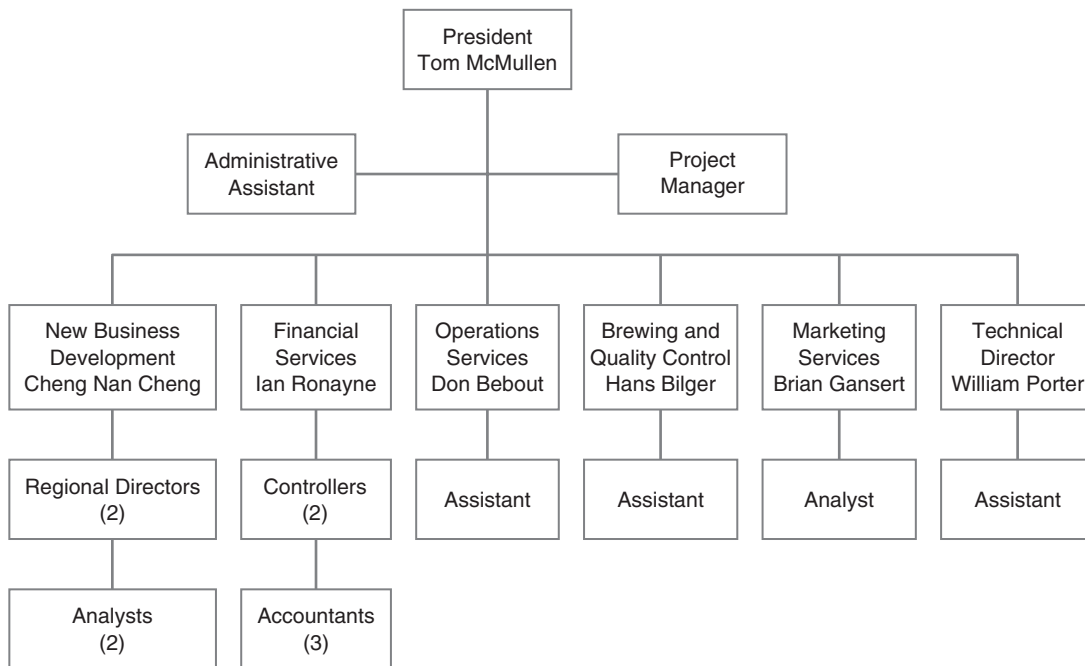 President
Tom McMullen
Administrative
Assistant
Project
Manager
New Business
Development
Cheng Nan Cheng
Financial
Services
Ian Ronayne
Operations
Services
Don Bebout
Brewing and
Quality Control
Hans Bilger
Marketing
Services
Brian Gansert
Technical
Director
William Porter
Regional Directors
(2)
Controllers
(2)
Assistant
Assistant
Analyst
Assistant
Analysts
(2)
Accountants
(3)